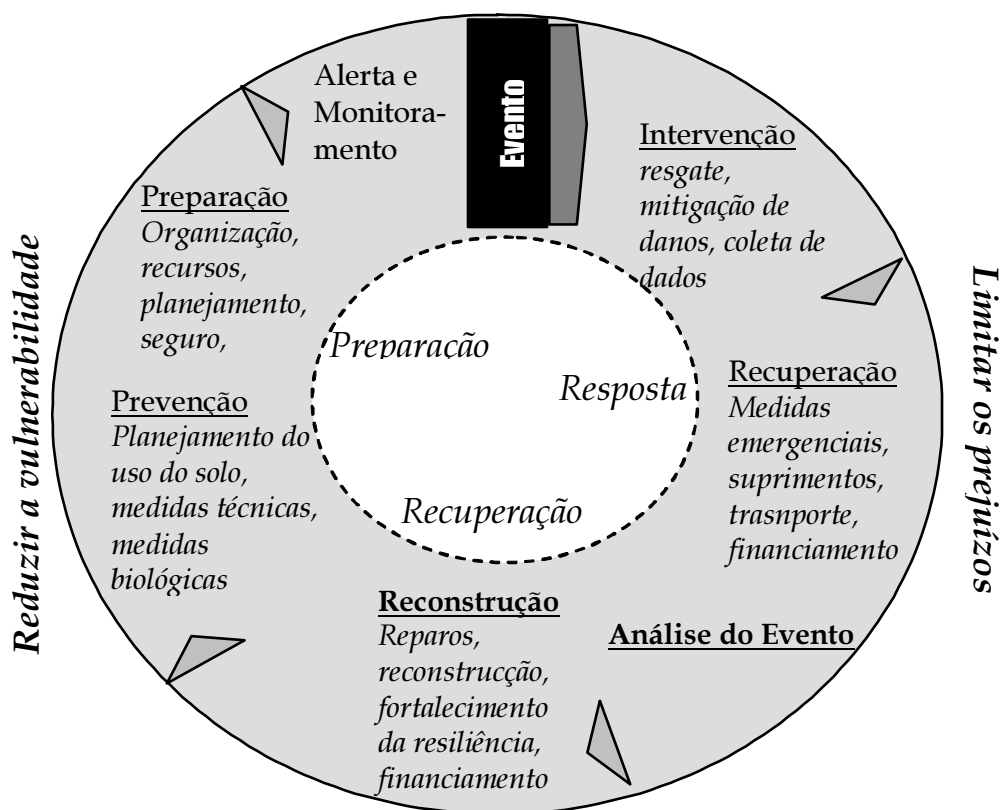 Alerta e
Monitora-
mento
Evento
Intervenção
resgate,
mitigação de
danos, coleta de
dados
Preparação
Organização,
recursos,
planejamento,
seguro,
Reduzir a vulnerabilidade
Limitar os prejuízos
Preparação
Resposta
Recuperação
Recuperação
Medidas
emergenciais,
suprimentos,
trasnporte,
financiamento
Prevenção
Planejamento do
uso do solo,
medidas técnicas,
medidas
biológicas
Reconstrução
Reparos,
reconstrucção,
fortalecimento
da resiliência,
financiamento
Análise do Evento